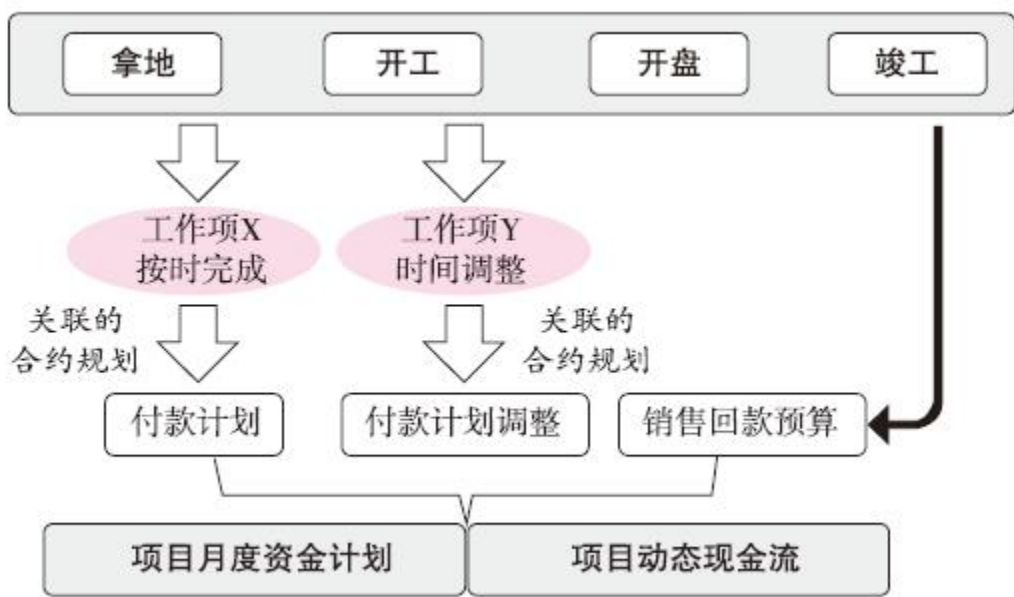 拿地
开工
开盘
竣工
工作项X
按时完成
工作项Y
时间调整
关联的
合约规划
关联的
合约规划
付款计划
付款计划调整
销售回款预算
项目月度资金计划
项目动态现金流